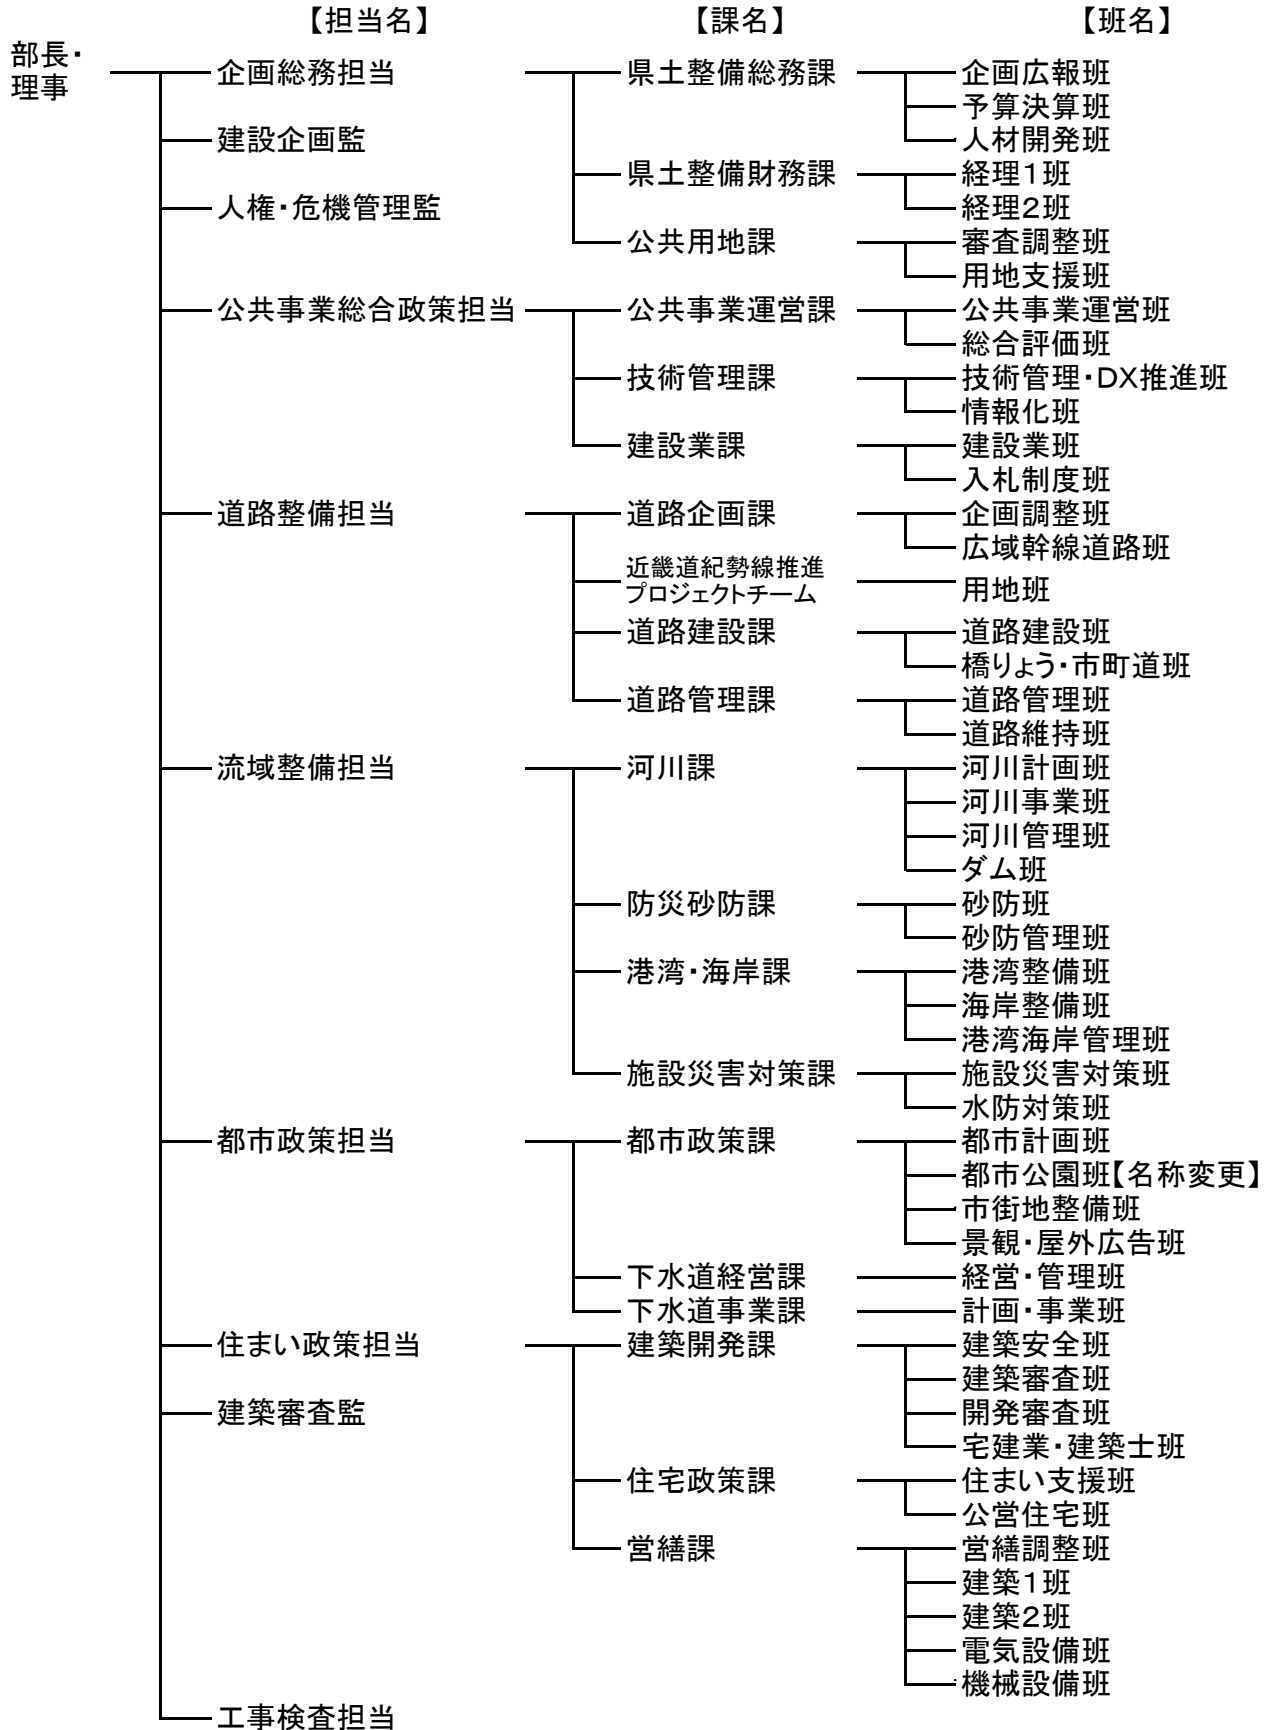 【担当名】 【課名】 【班名】
部長・
理事
企画総務担当 県土整備総務課 企画広報班
予算決算班
建設企画監 人材開発班
県土整備財務課 経理1班
人権・危機管理監 経理2班
公共用地課 審査調整班
用地支援班
公共事業総合政策担当 公共事業運営課 公共事業運営班
総合評価班
技術管理課 技術管理・DX推進班
情報化班
建設業課 建設業班
入札制度班
道路整備担当 道路企画課 企画調整班
広域幹線道路班
近畿道紀勢線推進
プロジェクトチーム 用地班
道路建設課 道路建設班
橋りょう・市町道班
道路管理課 道路管理班
道路維持班
流域整備担当 河川課 河川計画班
河川事業班
河川管理班
ダム班
防災砂防課 砂防班
砂防管理班
港湾・海岸課 港湾整備班
海岸整備班
港湾海岸管理班
施設災害対策課 施設災害対策班
水防対策班
都市政策担当 都市政策課 都市計画班
都市公園班【名称変更】
市街地整備班
景観・屋外広告班
下水道経営課 経営・管理班
下水道事業課 計画・事業班
住まい政策担当 建築開発課 建築安全班
建築審査班
建築審査監 開発審査班
宅建業・建築士班
住宅政策課 住まい支援班
公営住宅班
営繕課 営繕調整班
建築1班
建築2班
電気設備班
機械設備班
工事検査担当